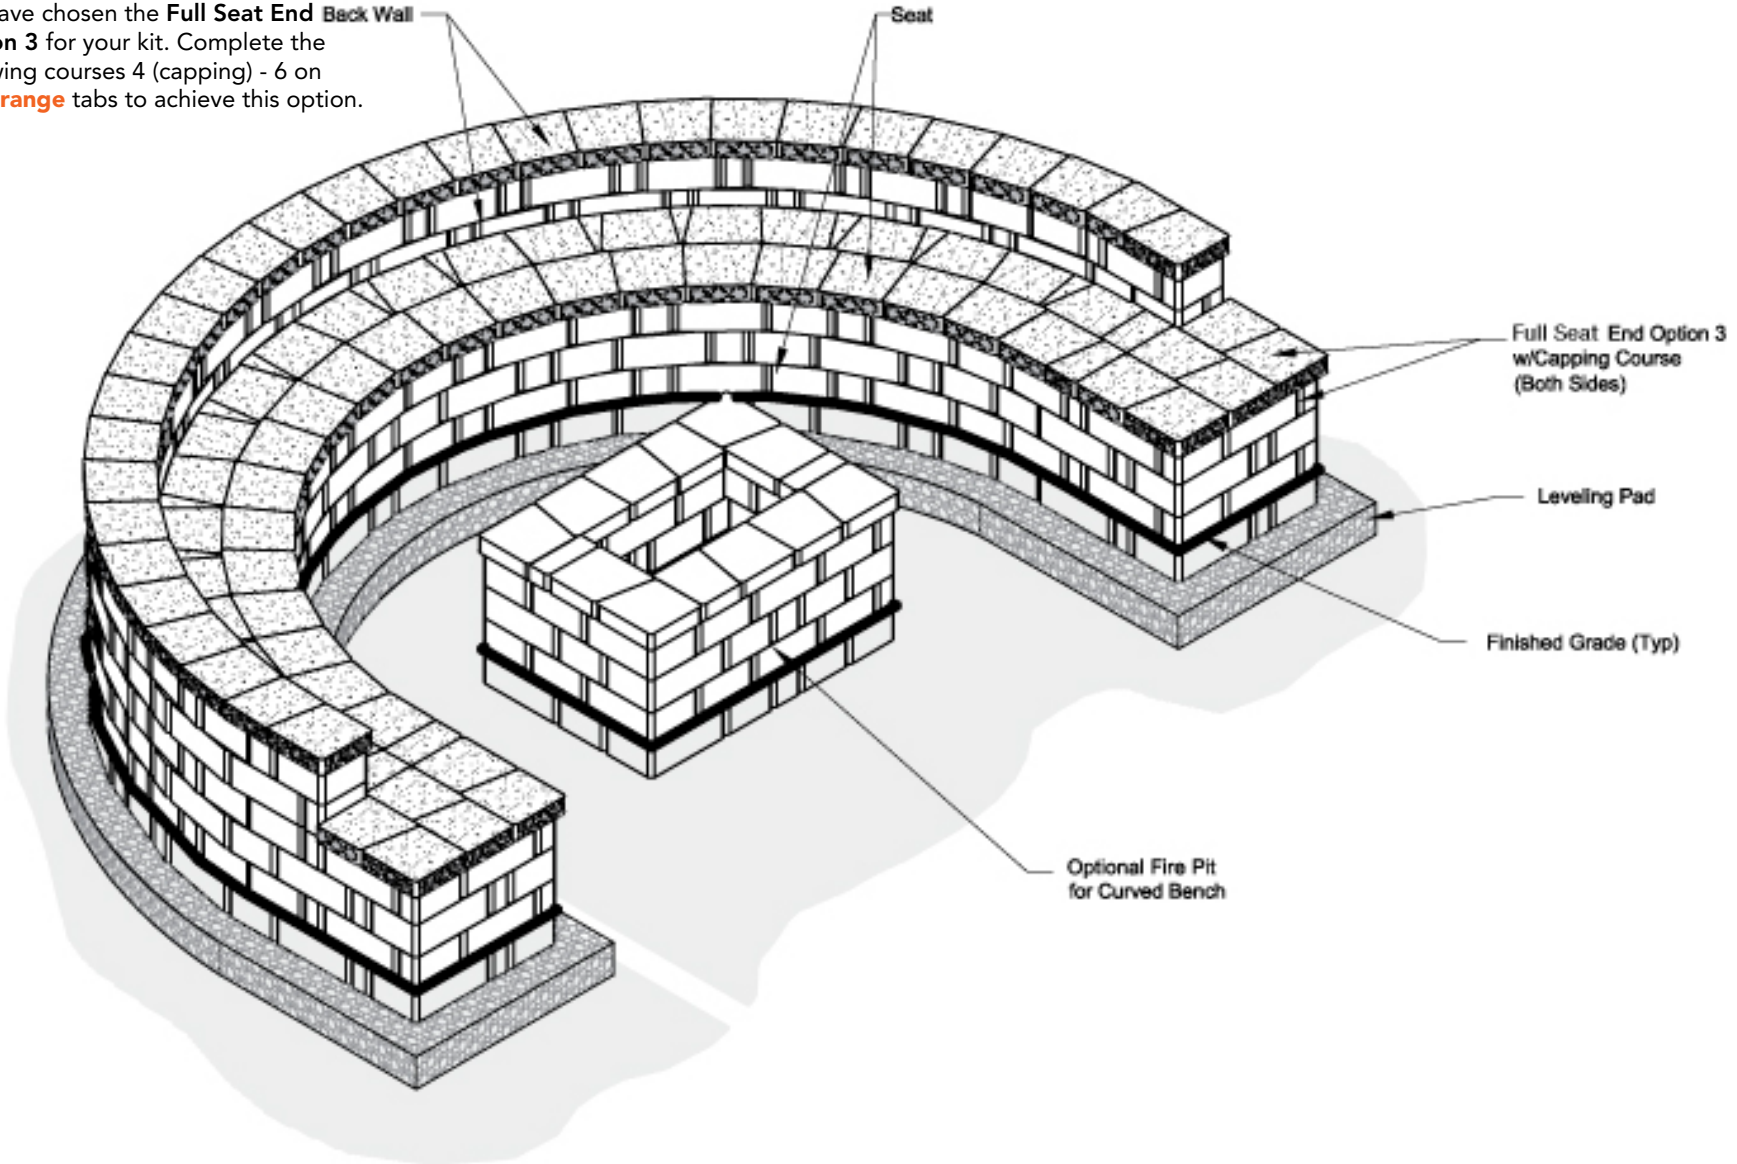 ave chosen the Full Seat End
on 3 for your kit. Complete the
wing courses 4 (capping) - 6 on
range tabs to achieve this option.
Back Wall
Seat
Full Seat End Option 3
w/Capping Course
(Both Sides)
Leveling Pad
Finished Grade (Typ)
Optional Fire Pit
for Curved Bench